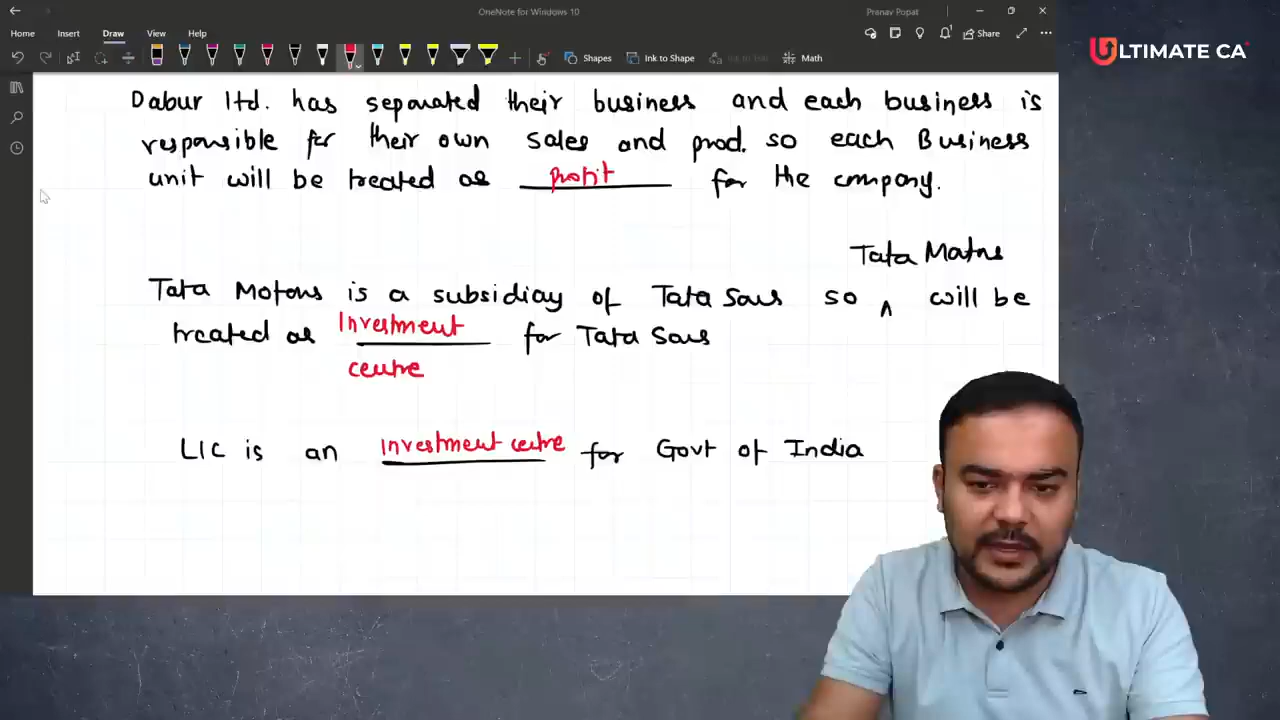 OneNote for Windows 10
Pranav Popat
Home Insert Draw View Help
Share
Shapes Ink to Shape Math
ULTIMATE CA
Dabur ltd. has separated their business and each business is
responsible for their own sales and prod. so each Business
unit will be treated as profit for the company.
Tata Motors
Tata Motors is a subsidiay of Tata Sons so ^ will be
treated as Investment for Tata Sons
centre
LIC is an investment centre for Govt of India